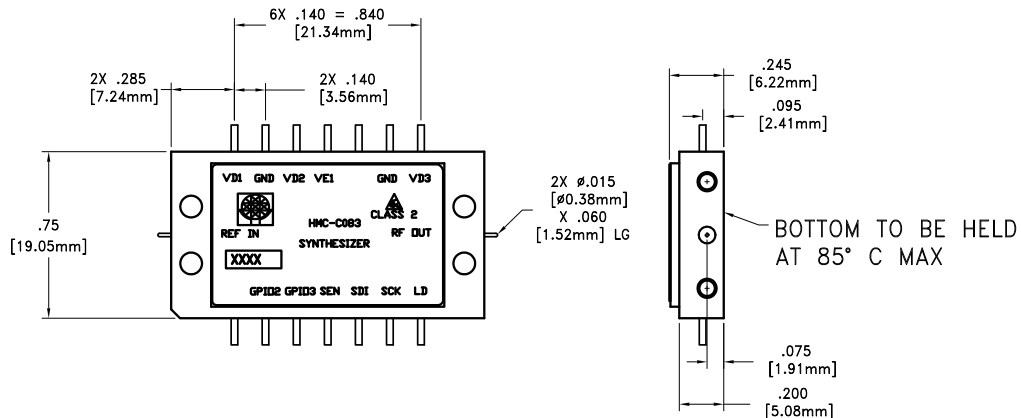 6X .140 = .840
[21.34mm]
2X .285
[7.24mm]
2X .140
[3.56mm]
.245
[6.22mm]
.095
[2.41mm]
VD1 GND VD2 VE1 GND VD3
2X ø.015
[ø0.38mm]
X .060
[1.52mm] LG
CLASS 2
HMC-C083
REF IN
RF OUT
SYNTHESIZER
.75
[19.05mm]
BOTTOM TO BE HELD
AT 85° C MAX
XXXX
GPIO2 GPIO3 SEN SDI SCK LD
.075
[1.91mm]
.200
[5.08mm]